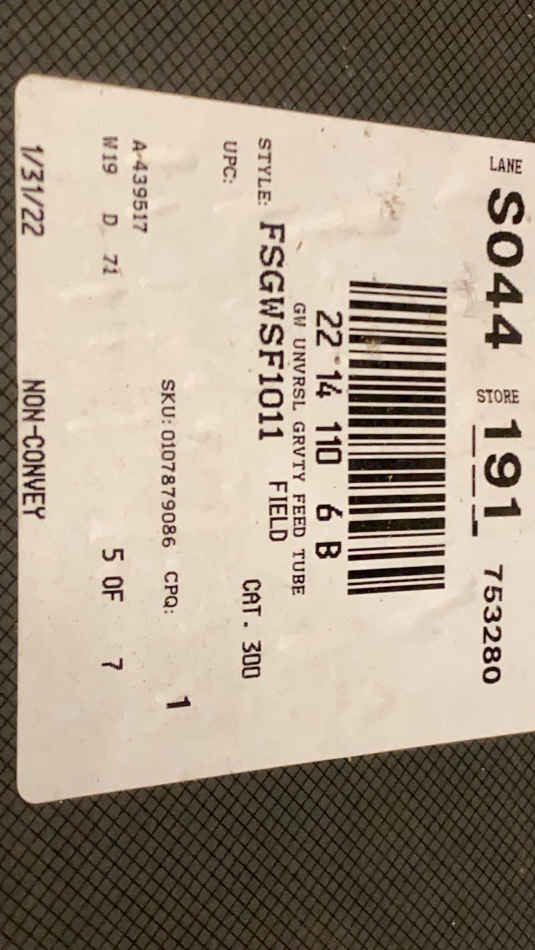 LANE S044 STORE 191 753280
22 14 110 6 B
GW UNVRSL GRVTY FEED TUBE
STYLE: FSGWSF1011 FIELD
UPC: CAT. 300
SKU: 0107879086 CPQ: 1
A-439517
W19 D 71 5 OF 7
1/31/22 NON-CONVEY